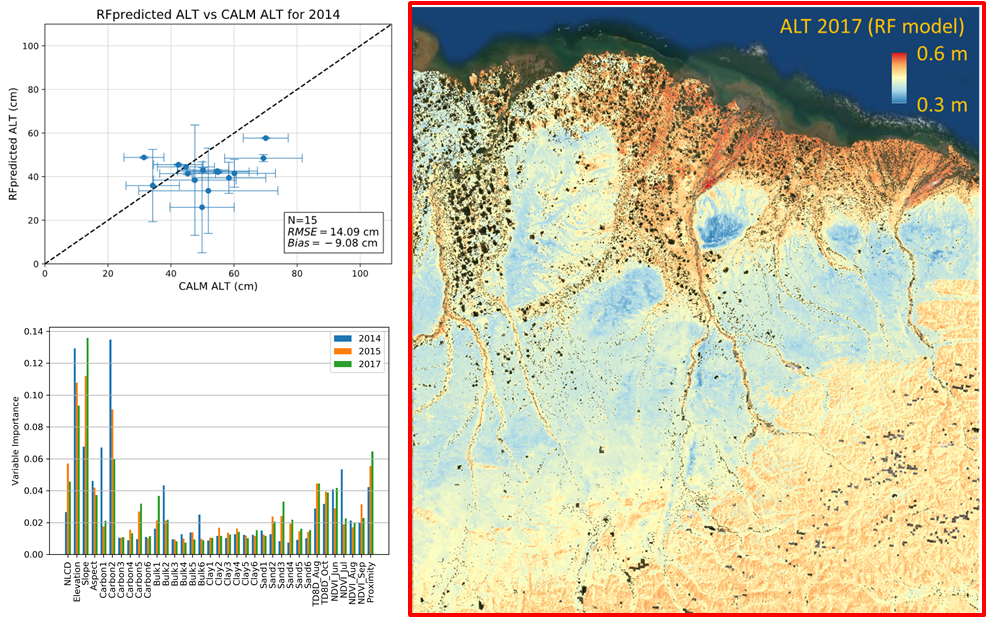 RFpredicted ALT vs CALM ALT for 2014
RFpredicted ALT (cm)
100
80
60
40
20
0
N=15
RMSE = 14.09 cm
Bias = −9.08 cm
0 20 40 60 80 100
CALM ALT (cm)
Variable Importance
0.14
0.12
0.10
0.08
0.06
0.04
0.02
0.00
2014
2015
2017
NLCD
Elevation
Slope
Aspect
Carbon1
Carbon2
Carbon3
Carbon4
Carbon5
Carbon6
Bulk1
Bulk2
Bulk3
Bulk4
Bulk5
Bulk6
Clay1
Clay2
Clay3
Clay4
Clay5
Clay6
Sand1
Sand2
Sand3
Sand4
Sand5
Sand6
TD8D_Aug
TD8D_Oct
NDVI_Jun
NDVI_Jul
NDVI_Aug
NDVI_Sep
Proximity
ALT 2017 (RF model)
0.6 m
0.3 m